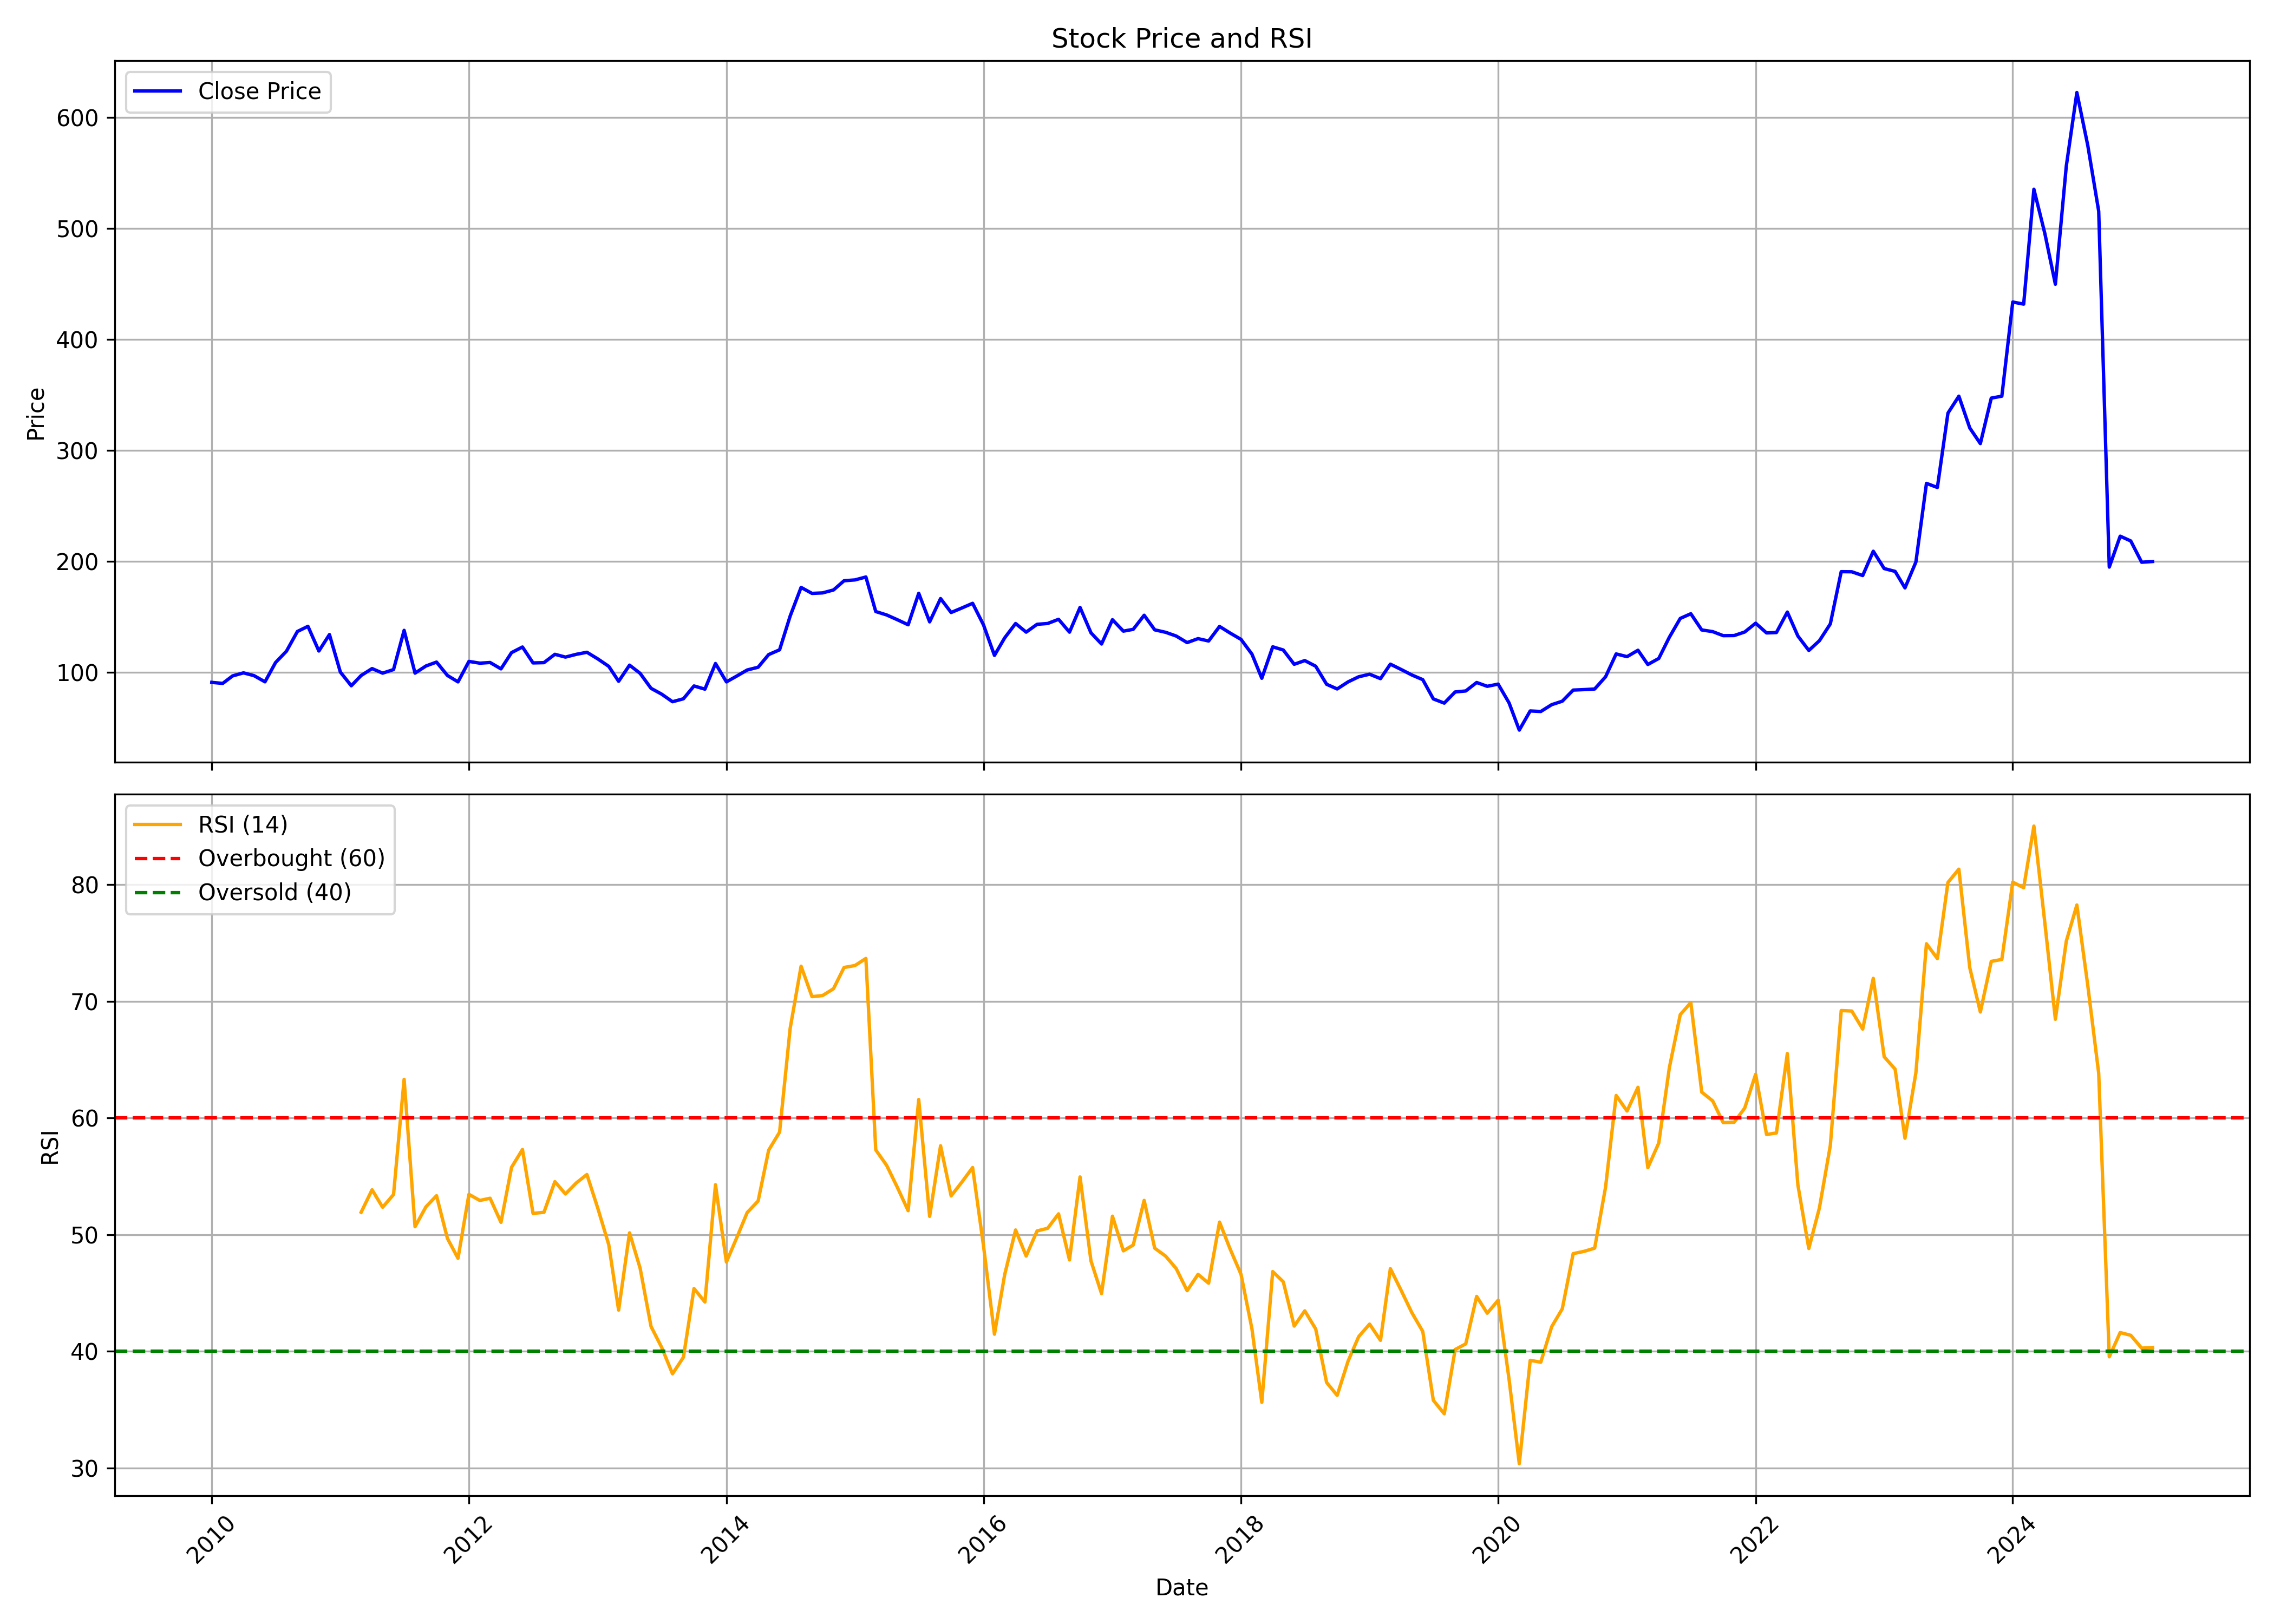 Stock Price and RSI
Close Price
600
500
400
300
200
100
Price
RSI (14)
Overbought (60)
Oversold (40)
80
70
60
50
40
30
RSI
2010
2012
2014
2016
2018
2020
2022
2024
Date